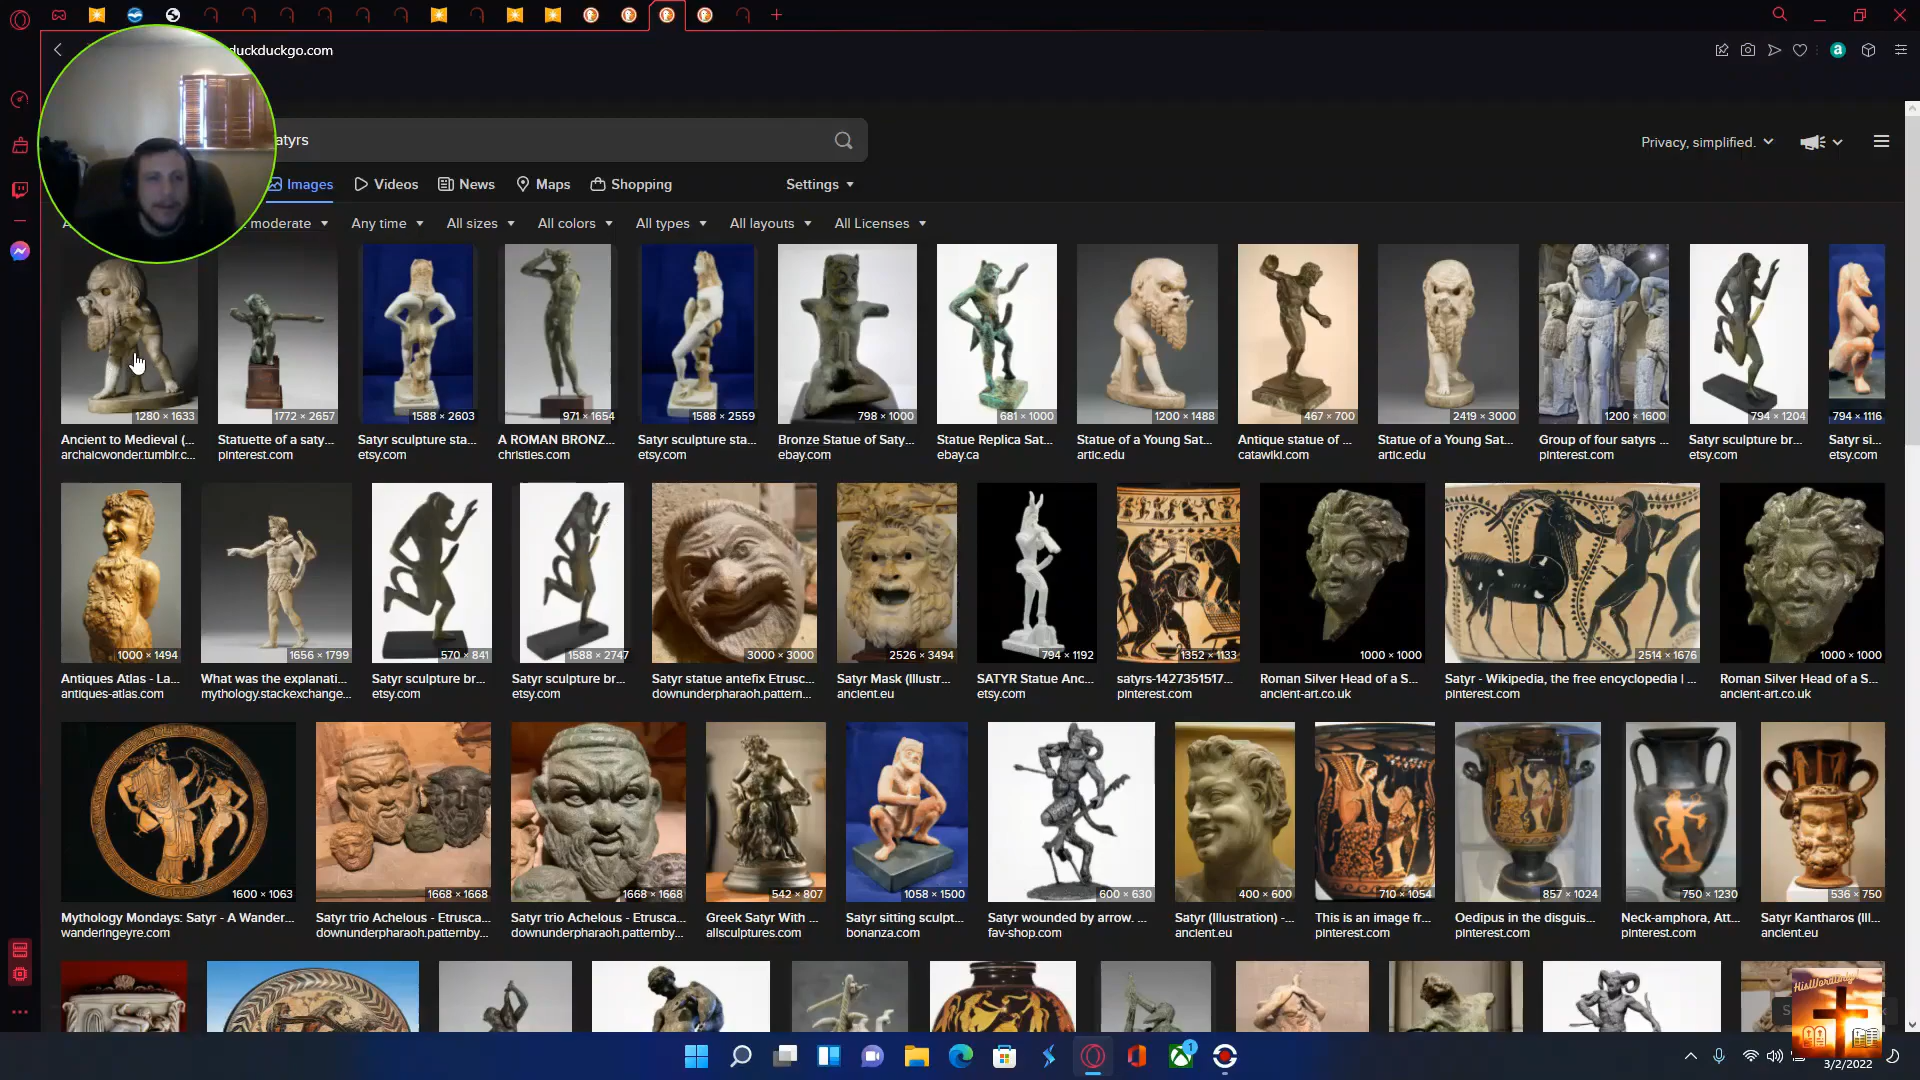 duckduckgo.com
atyrs
Privacy, simplified.
Images
Videos
News
Maps
Shopping
Settings
moderate
Any time
All sizes
All colors
All types
All layouts
All Licenses
1280 × 1633
1772 × 2657
1588 × 2603
971 × 1654
1588 × 2559
798 × 1000
681 × 1000
1200 × 1488
467 × 700
2419 × 3000
1200 × 1600
794 × 1204
794 × 1116
Ancient to Medieval (...
Statuette of a saty...
Satyr sculpture sta...
A ROMAN BRONZ...
Satyr sculpture sta...
Bronze Statue of Saty...
Statue Replica Sat...
Statue of a Young Sat...
Antique statue of ...
Statue of a Young Sat...
Group of four satyrs ...
Satyr sculpture br...
Satyr si...
archaicwonder.tumblr.c...
pinterest.com
etsy.com
christies.com
etsy.com
ebay.com
ebay.ca
artic.edu
catawiki.com
artic.edu
pinterest.com
etsy.com
etsy.com
1000 × 1494
1656 × 1799
570 × 841
1588 × 2747
3000 × 3000
2526 × 3494
794 × 1192
1352 × 1133
1000 × 1000
2514 × 1676
1000 × 1000
Antiques Atlas - La...
What was the explanati...
Satyr sculpture br...
Satyr sculpture br...
Satyr statue antefix Etrusc...
Satyr Mask (Illustr...
SATYR Statue Anc...
satyrs-1427351517...
Roman Silver Head of a S...
Satyr - Wikipedia, the free encyclopedia | ...
Roman Silver Head of a S...
antiques-atlas.com
mythology.stackexchange...
etsy.com
etsy.com
downunderpharaoh.pattern...
ancient.eu
etsy.com
pinterest.com
ancient-art.co.uk
pinterest.com
ancient-art.co.uk
1600 × 1063
1668 × 1668
1668 × 1668
542 × 807
1058 × 1500
600 × 630
400 × 600
710 × 1054
857 × 1024
750 × 1230
536 × 750
Mythology Mondays: Satyr - A Wander...
Satyr trio Achelous - Etrusca...
Satyr trio Achelous - Etrusca...
Greek Satyr With ...
Satyr sitting sculpt...
Satyr wounded by arrow. ...
Satyr (Illustration) -...
This is an image fr...
Oedipus in the disguis...
Neck-amphora, Att...
Satyr Kantharos (Ill...
wanderingeyre.com
downunderpharaoh.patternby...
downunderpharaoh.patternby...
allsculptures.com
bonanza.com
fav-shop.com
ancient.eu
pinterest.com
pinterest.com
pinterest.com
ancient.eu
1
3/2/2022